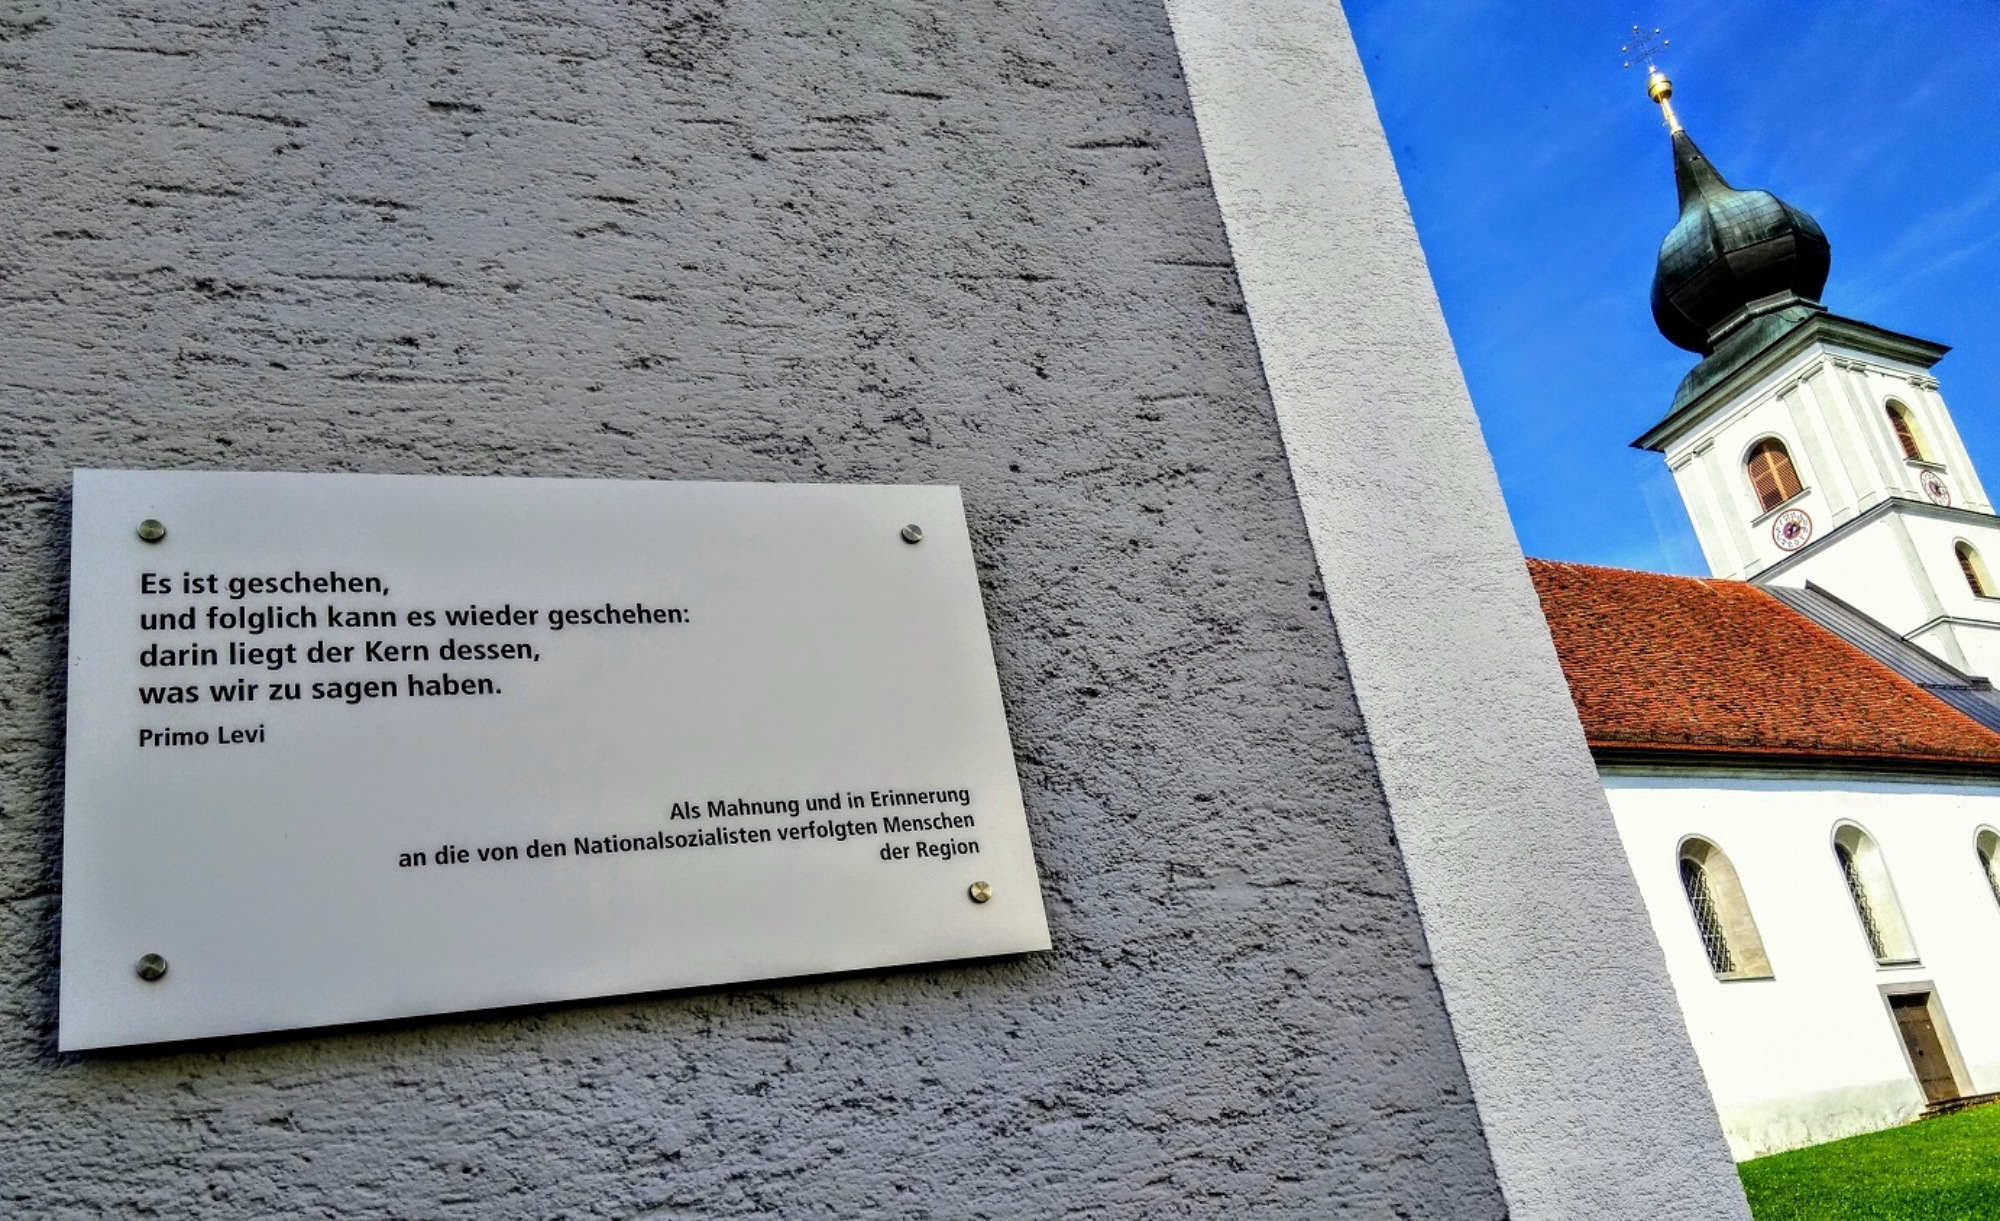 Es ist geschehen,
und folglich kann es wieder geschehen:
darin liegt der Kern dessen,
was wir zu sagen haben.
Primo Levi
Als Mahnung und in Erinnerung
an die von den Nationalsozialisten verfolgten Menschen
der Region